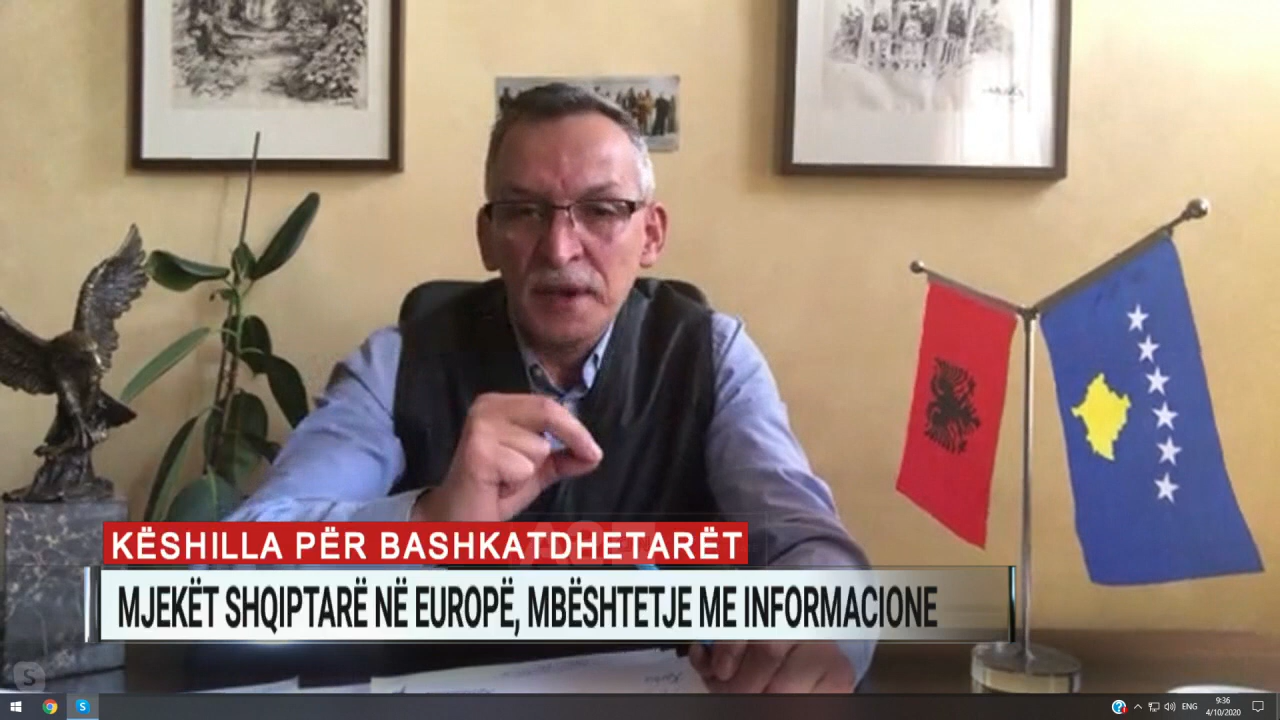 KËSHILLA PËR BASHKATDHETARËT
MJEKËT SHQIPTARË NË EUROPË, MBËSHTETJE ME INFORMACIONE
S
ENG
9:36
4/10/2020